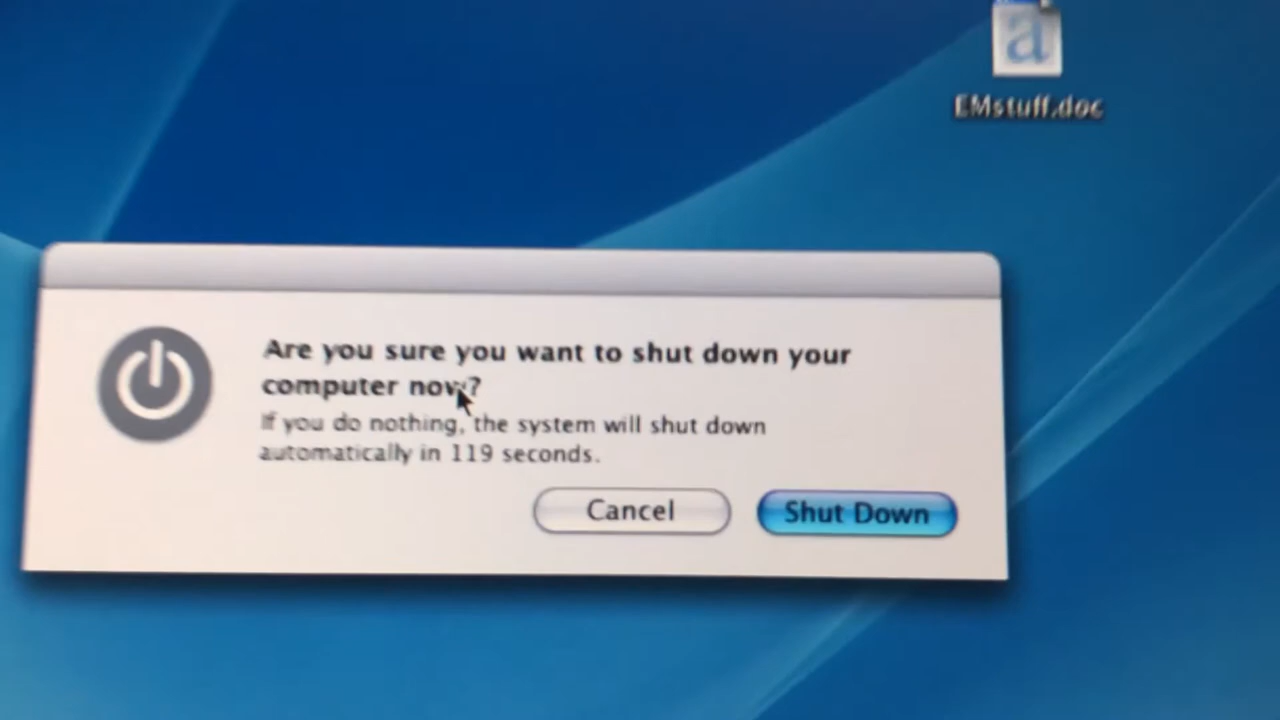 EMstuff.doc
Are you sure you want to shut down your
computer now?
If you do nothing, the system will shut down
automatically in 119 seconds.
Cancel
Shut Down